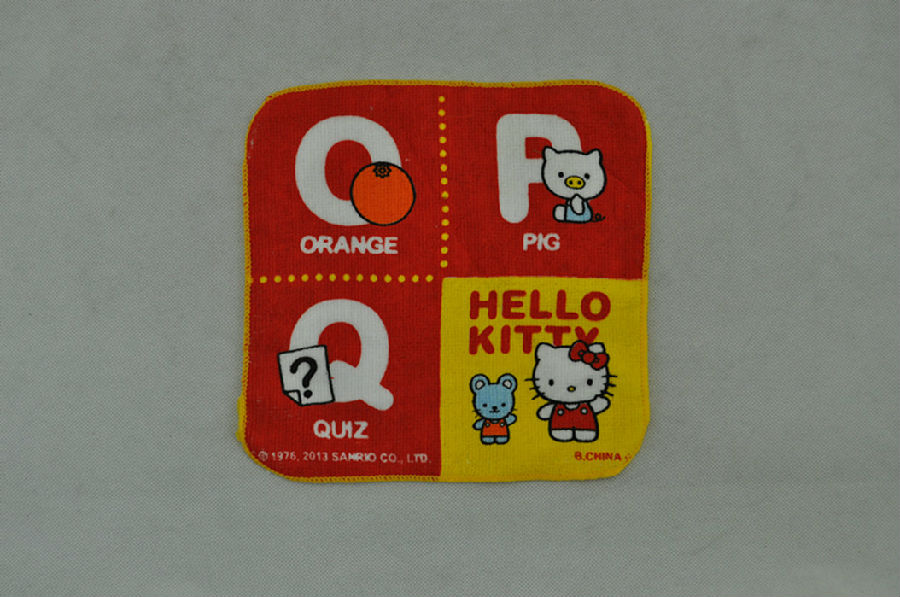 O
ORANGE
P
PIG
Q
?
QUIZ
© 1976, 2013 SANRIO CO., LTD.
HELLO
KITTY
B.CHINA